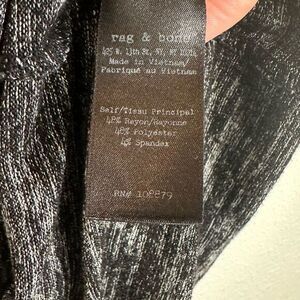 rag & bone
425 W. 13th St, NY, NY 10014
Made in Vietnam/
Fabriqué au Vietnam
Self/Tissu Principal
48% Rayon/Rayonne
48% Polyester
4% Spandex
RN# 108879